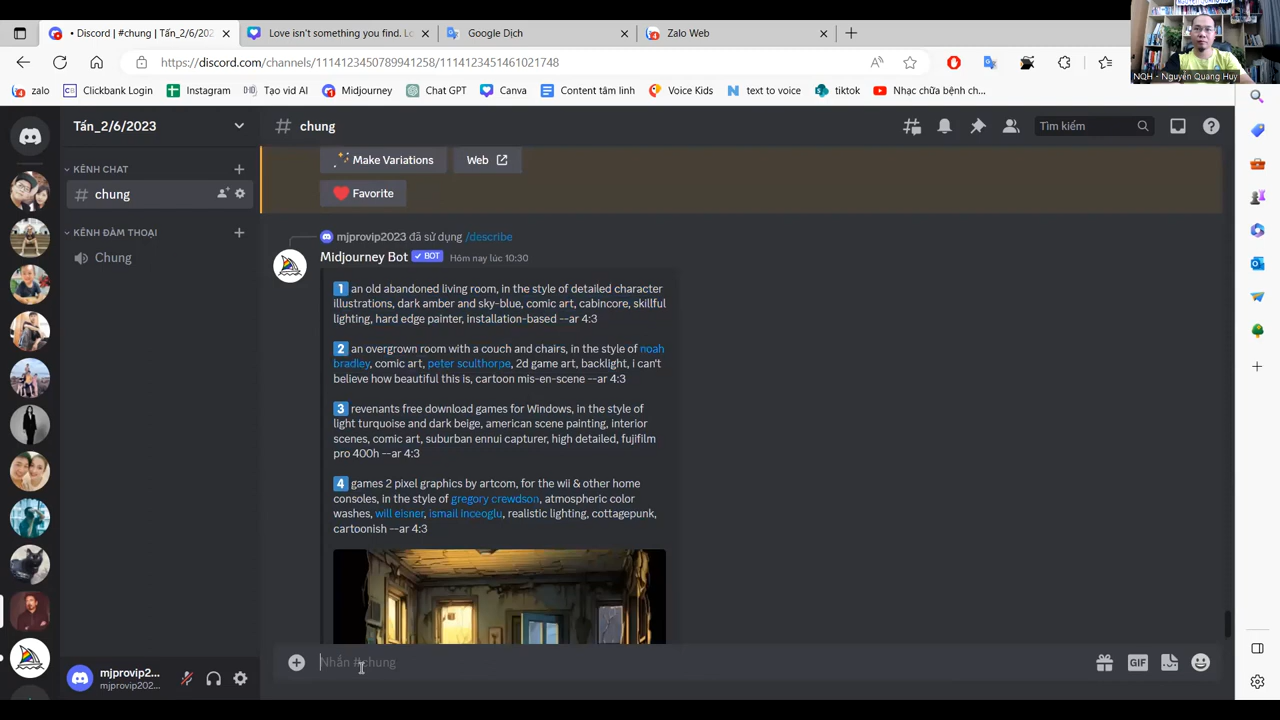 Discord | #chung | Tấn_2/6/202
Love isn't something you find. Lo
Google Dịch
Zalo Web
https://discord.com/channels/1114123450789941258/1114123451461021748
NQH - Nguyễn Quang Huy
zalo
Clickbank Login
Instagram
Tạo vid AI
Midjourney
Chat GPT
Canva
Content tâm linh
Voice Kids
text to voice
tiktok
Nhạc chữa bệnh ch...
Tấn_2/6/2023
# chung
Tìm kiếm
KÊNH CHAT
# chung
KÊNH ĐÀM THOẠI
Chung
Make Variations
Web
Favorite
mjprovip2023 đã sử dụng /describe
Midjourney Bot ✓ BOT Hôm nay lúc 10:30
1 an old abandoned living room, in the style of detailed character
illustrations, dark amber and sky-blue, comic art, cabincore, skillful
lighting, hard edge painter, installation-based --ar 4:3
2 an overgrown room with a couch and chairs, in the style of noah
bradley, comic art, peter sculthorpe, 2d game art, backlight, i can't
believe how beautiful this is, cartoon mis-en-scene --ar 4:3
3 revenants free download games for Windows, in the style of
light turquoise and dark beige, american scene painting, interior
scenes, comic art, suburban ennui capturer, high detailed, fujifilm
pro 400h --ar 4:3
4 games 2 pixel graphics by artcom, for the wii & other home
consoles, in the style of gregory crewdson, atmospheric color
washes, will eisner, ismail inceoglu, realistic lighting, cottagepunk,
cartoonish --ar 4:3
Nhắn #chung
GIF
mjprovip2...
mjprovip202...